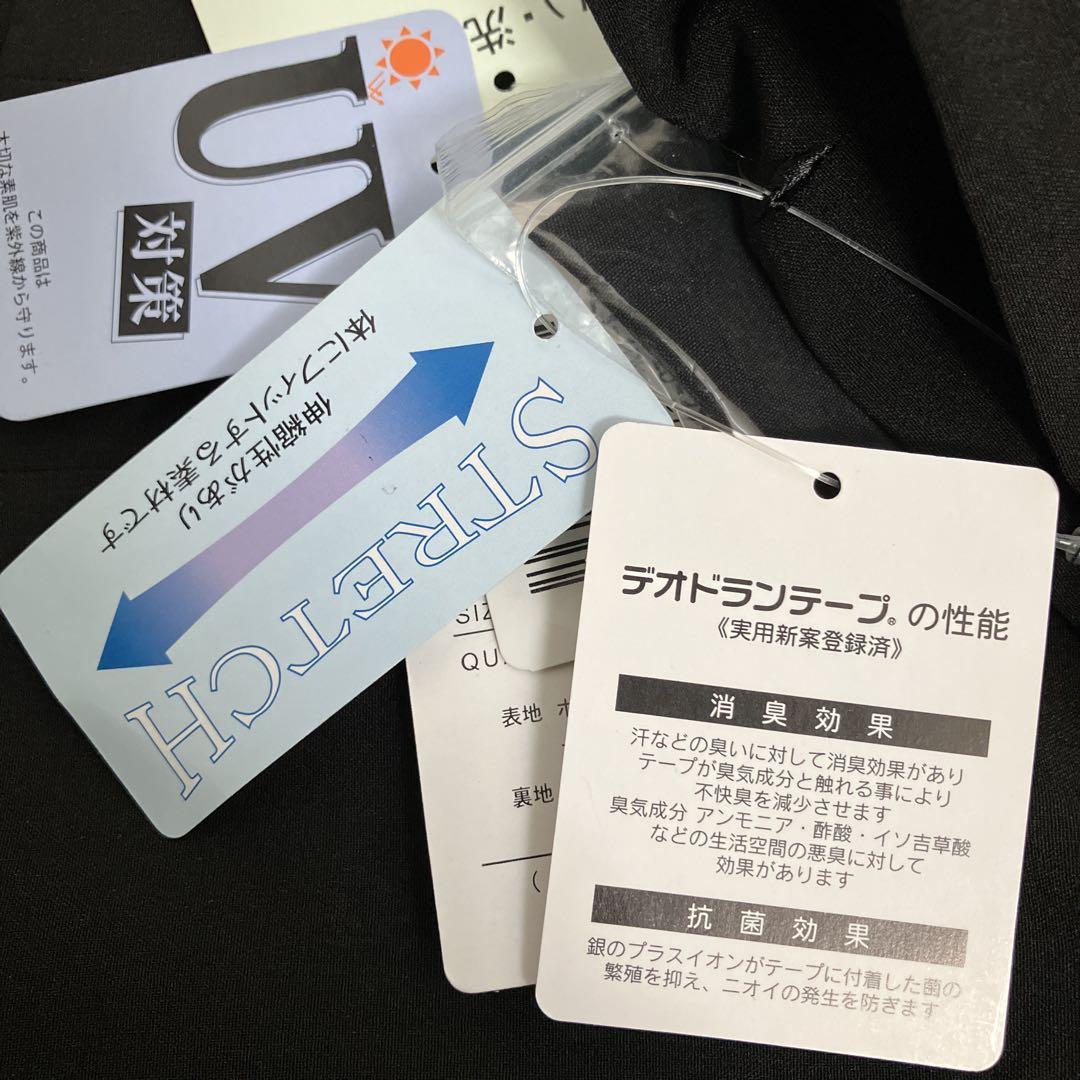 )・洗
UV
対策
この商品は
大切な素肌を紫外線から守ります。
STRETCH
伸縮性があり
体にフィットする素材です
SIZ
QU
表地 ポ
裏地
(
デオドランテープ®の性能
《実用新案登録済》
消臭効果
汗などの臭いに対して消臭効果があり
テープが臭気成分と触れる事により
不快臭を減少させます
臭気成分 アンモニア・酢酸・イソ吉草酸
などの生活空間の悪臭に対して
効果があります
抗菌効果
銀のプラスイオンがテープに付着した菌の
繁殖を抑え、ニオイの発生を防ぎます